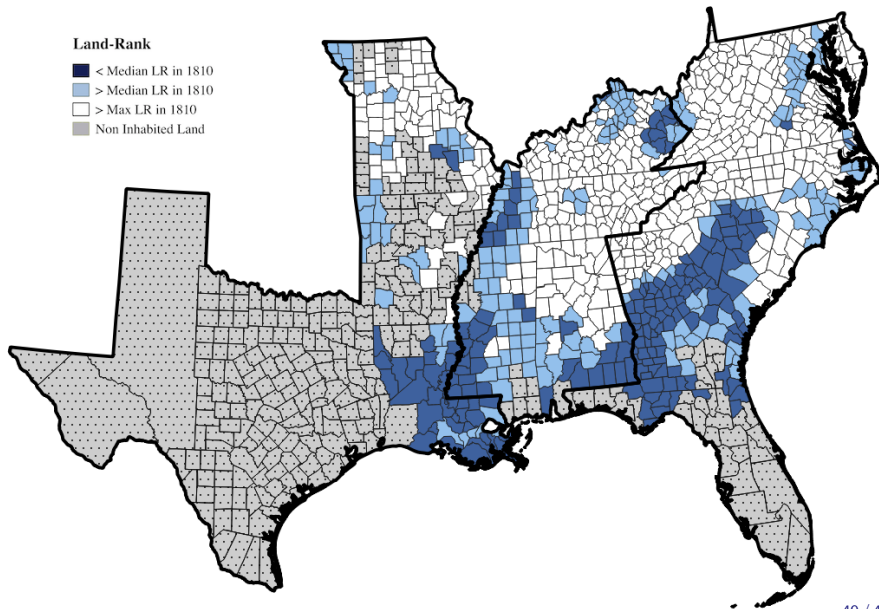 Land-Rank
< Median LR in 1810
> Median LR in 1810
> Max LR in 1810
Non Inhabited Land